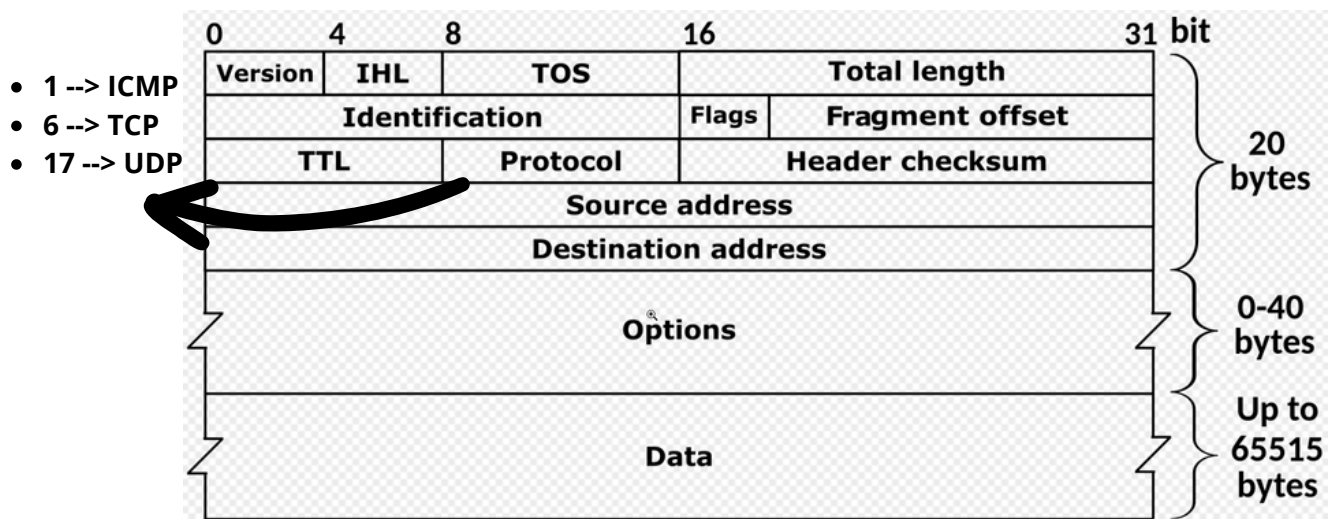 0 4 8 16 31 bit
Version IHL TOS Total length
• 1 --> ICMP
• 6 --> TCP
• 17 --> UDP
Identification Flags Fragment offset
TTL Protocol Header checksum
20
bytes
Source address
Destination address
Options
0-40
bytes
Data
Up to
65515
bytes